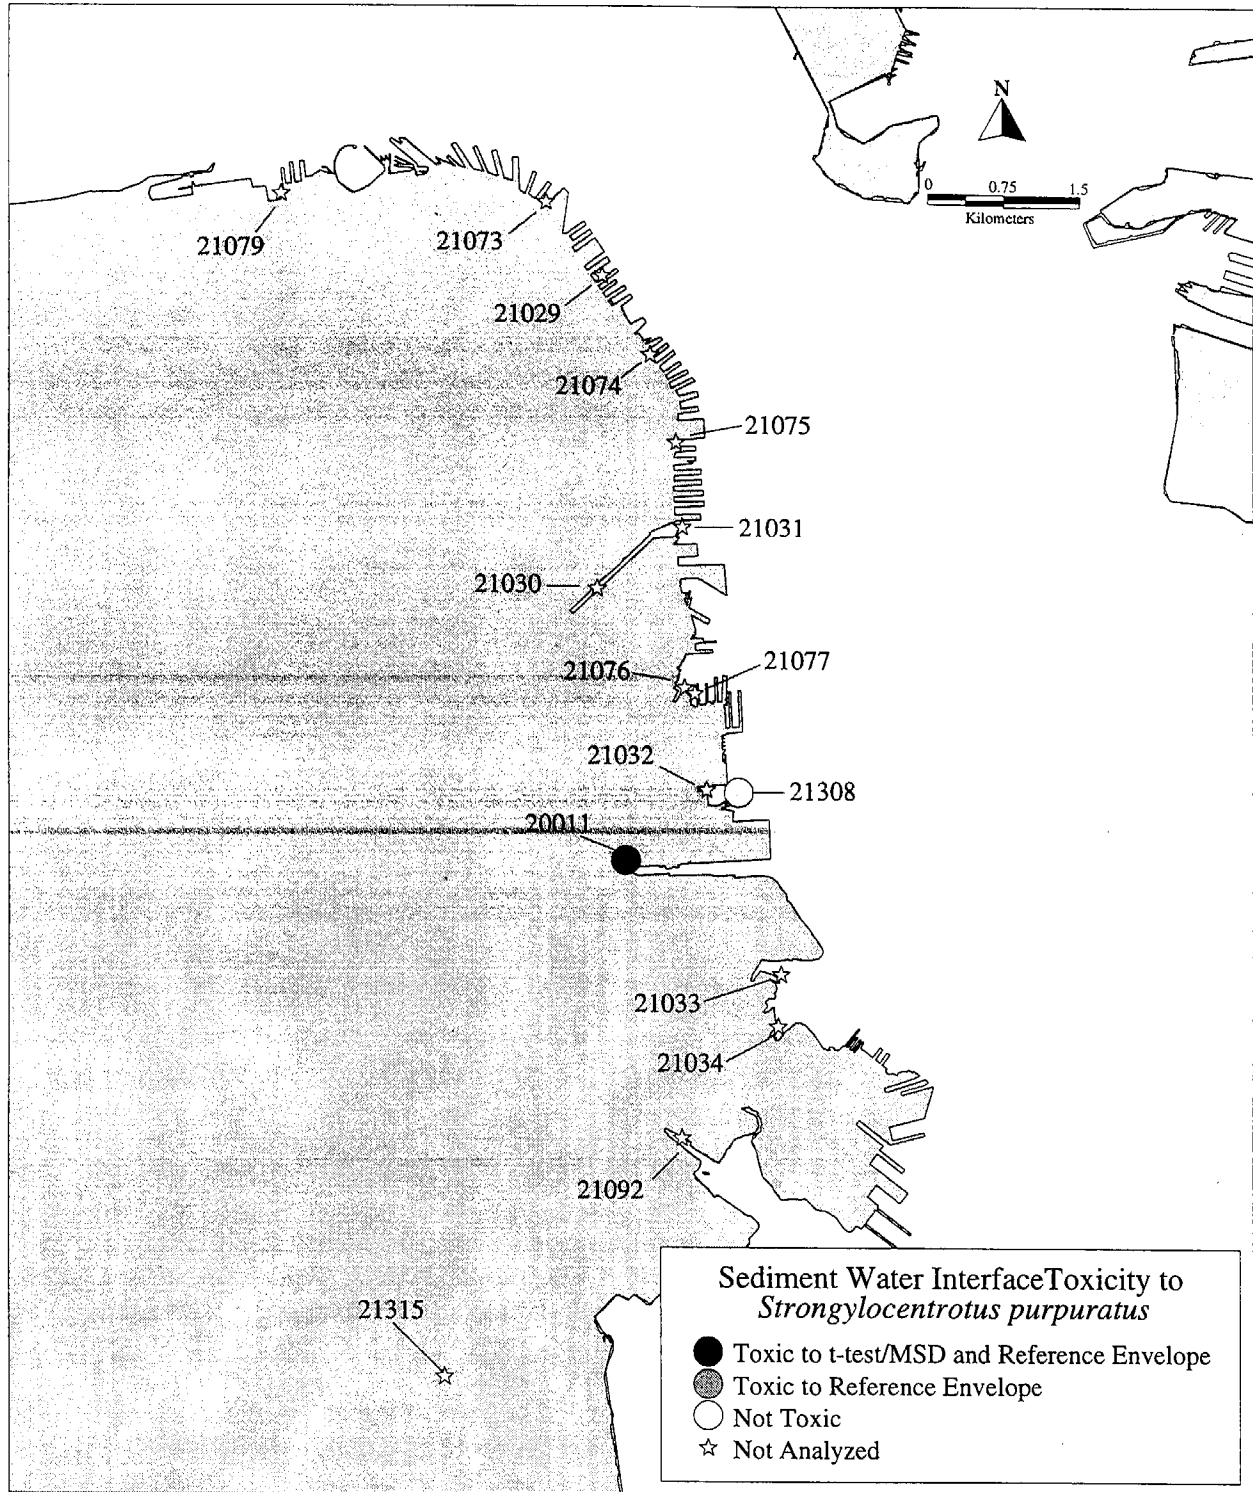 N
0 0.75 1.5
Kilometers
21079
21073
21029
21074
21075
21031
21030
21076
21077
21032
21308
20011
21033
21034
21092
21315
Sediment Water InterfaceToxicity to
Strongylocentrotus purpuratus
Toxic to t-test/MSD and Reference Envelope
Toxic to Reference Envelope
Not Toxic
Not Analyzed